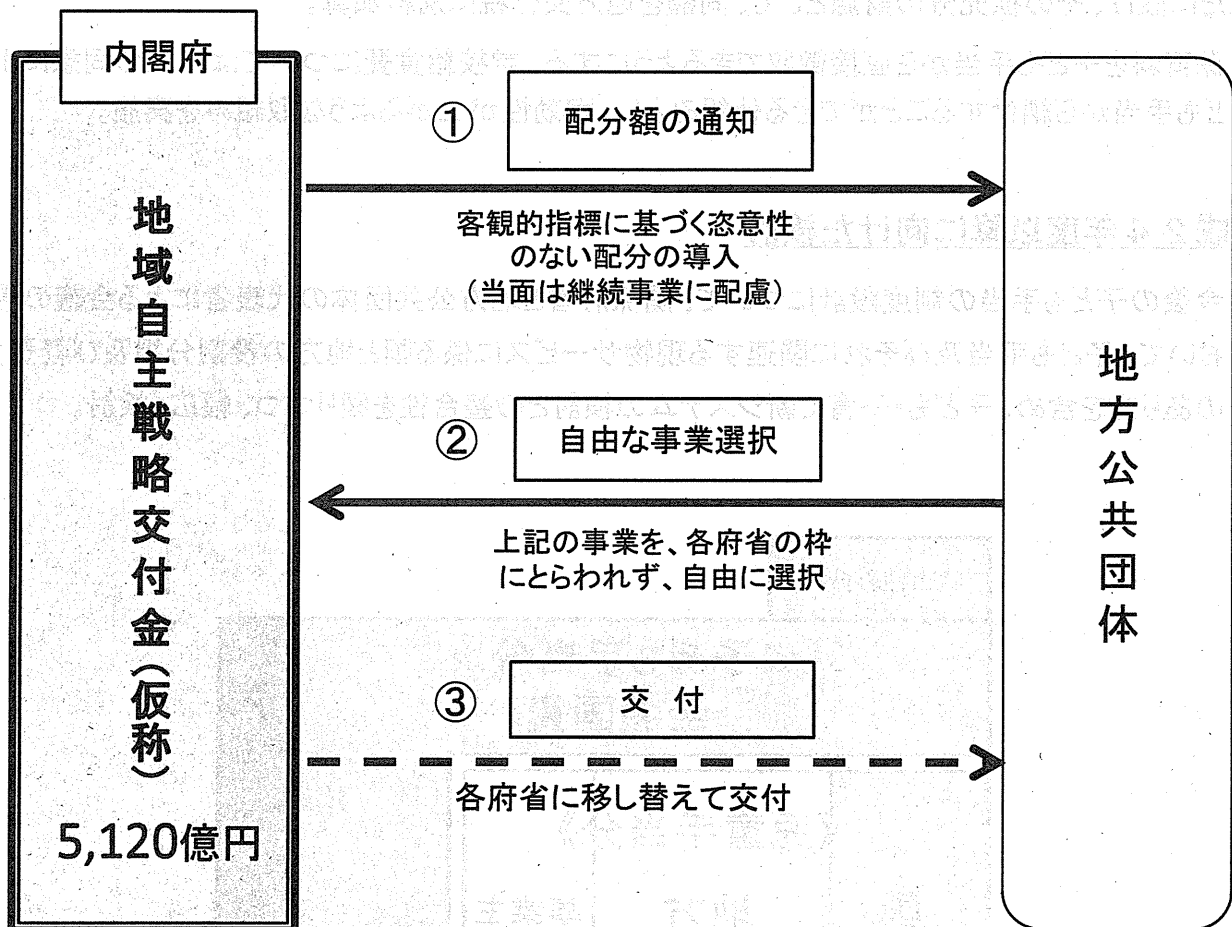 内閣府
地域自主戦略交付金(仮称)
5,120億円
① 配分額の通知
客観的指標に基づく恣意性
のない配分の導入
(当面は継続事業に配慮)
② 自由な事業選択
上記の事業を、各府省の枠
にとらわれず、自由に選択
③ 交 付
各府省に移し替えて交付
地方公共団体